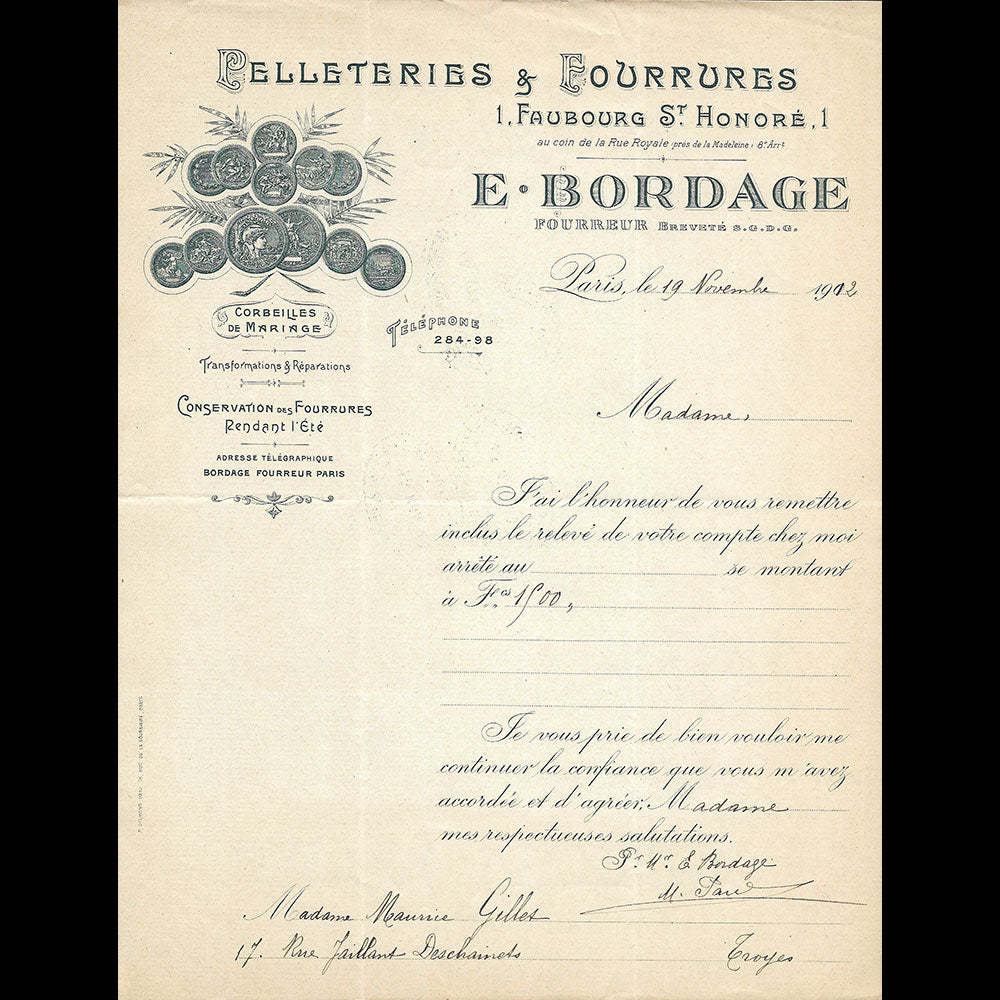 PELLETERIES & FOURRURES
1, FAUBOURG ST HONORÉ, 1
au coin de la Rue Royale (près de la Madeleine) 8e Arrt
E. BORDAGE
FOURREUR BREVETÉ S.G.D.G.
Paris, le 19 Novembre 1912
CORBEILLES
DE MARIAGE
TÉLÉPHONE
284-98
Transformations & Réparations
CONSERVATION DES FOURRURES
Pendant l'Été
ADRESSE TÉLÉGRAPHIQUE
BORDAGE FOURREUR PARIS
Madame,
J'ai l'honneur de vous remettre
inclus le relevé de votre compte chez moi
arrêté au se montant
à Fcs 1500 "
Je vous prie de bien vouloir me
continuer la confiance que vous m'avez
accordée et d'agréer, Madame
mes respectueuses salutations.
Pr Mr E Bordage
M.
Madame Maurice Gillet
17. Rue Jaillant Deschainets Troyes